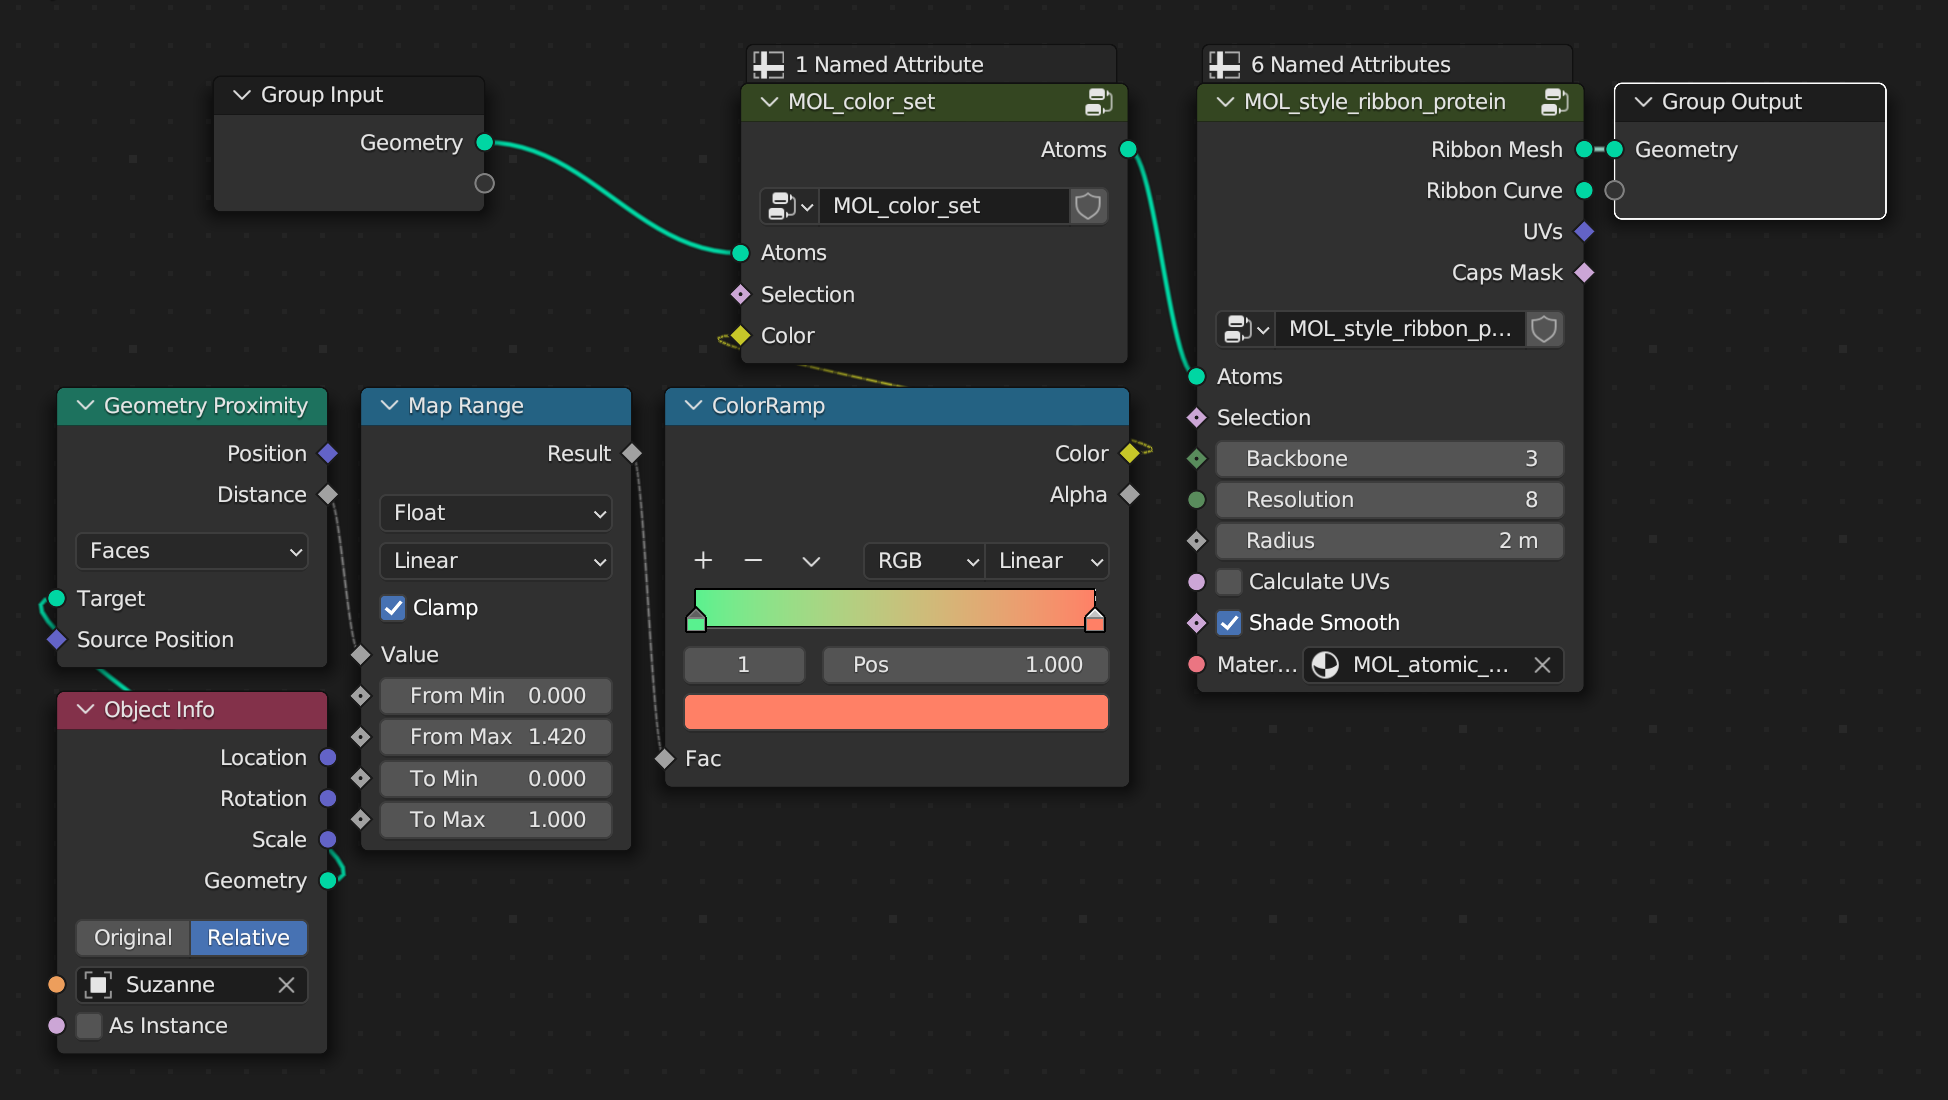 Group Input
Geometry
1 Named Attribute
MOL_color_set
Atoms
MOL_color_set
Atoms
Selection
Color
6 Named Attributes
MOL_style_ribbon_protein
Ribbon Mesh
Ribbon Curve
UVs
Caps Mask
MOL_style_ribbon_p...
Atoms
Selection
Backbone 3
Resolution 8
Radius 2 m
Calculate UVs
Shade Smooth
Mater... MOL_atomic_...
Group Output
Geometry
Geometry Proximity
Position
Distance
Faces
Target
Source Position
Map Range
Result
Float
Linear
Clamp
Value
From Min 0.000
From Max 1.420
To Min 0.000
To Max 1.000
ColorRamp
Color
Alpha
RGB Linear
1 Pos 1.000
Fac
Object Info
Location
Rotation
Scale
Geometry
Original Relative
Suzanne
As Instance